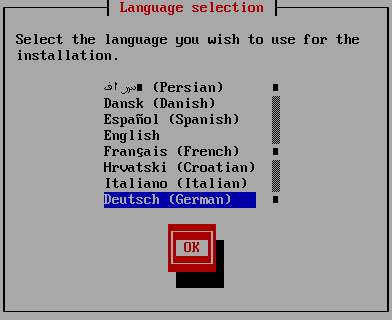 Language selection
Select the language you wish to use for the
installation.
(Persian)
Dansk (Danish)
Español (Spanish)
English
Français (French)
Hrvatski (Croatian)
Italiano (Italian)
Deutsch (German)
OK